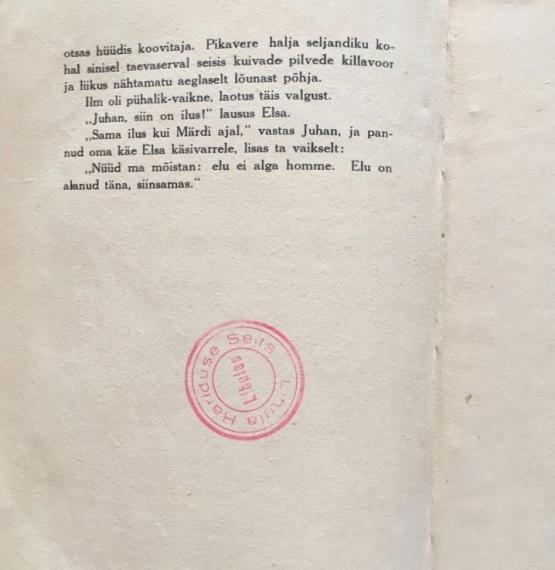 otsas hüüdis koovitaja. Pikavere halja seljandiku ko-
hal sinisel taevaserval seisis kuivade pilvede killavoor
ja liikus nähtamatu aeglaselt lõunast põhja.
Ilm oli pühalik-vaikne, laotus täis valgust.
„Juhan, siin on ilus!" lausus Elsa.
„Sama ilus kui Märdi ajal," vastas Juhan, ja pan-
nud oma käe Elsa käsivarrele, lisas ta vaikselt:
„Nüüd ma mõistan: elu ei alga homme. Elu on
alanud täna, siinsamas."
Lihula Hariduse Selts
Lihulas